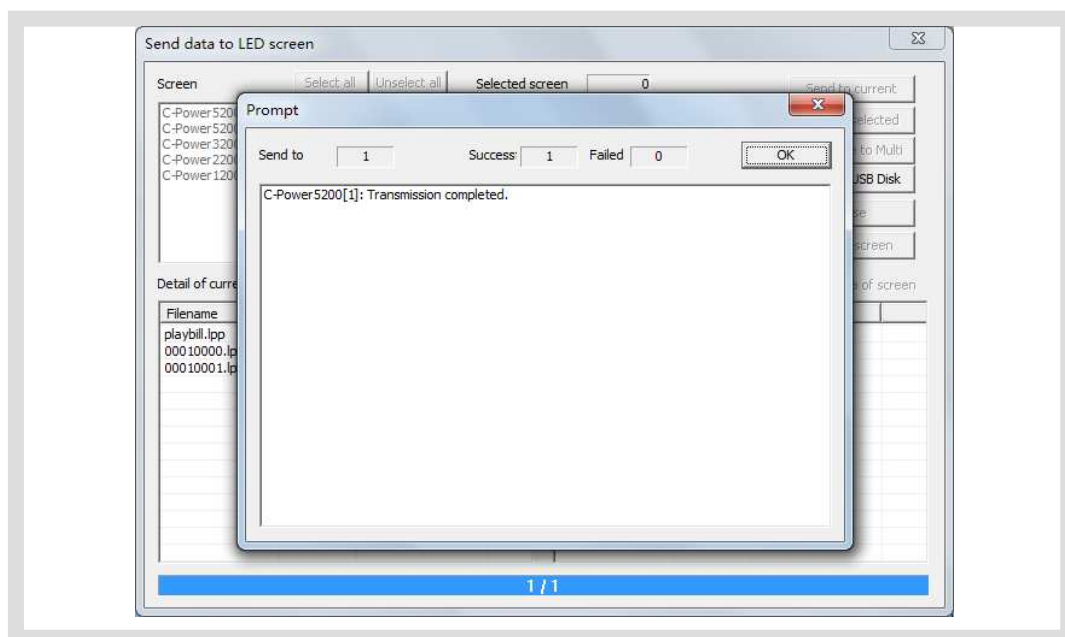 Send data to LED screen
Screen Select all Unselect all Selected screen 0 Send to current
C-Power520
C-Power520 selected
C-Power320 to Multi
C-Power220
C-Power120 USB Disk
Prompt
Send to 1 Success 1 Failed 0 OK
C-Power5200[1]: Transmission completed.
screen
Detail of curre of screen
Filename
playbill.lpp
00010000.lp
00010001.lp
1 / 1